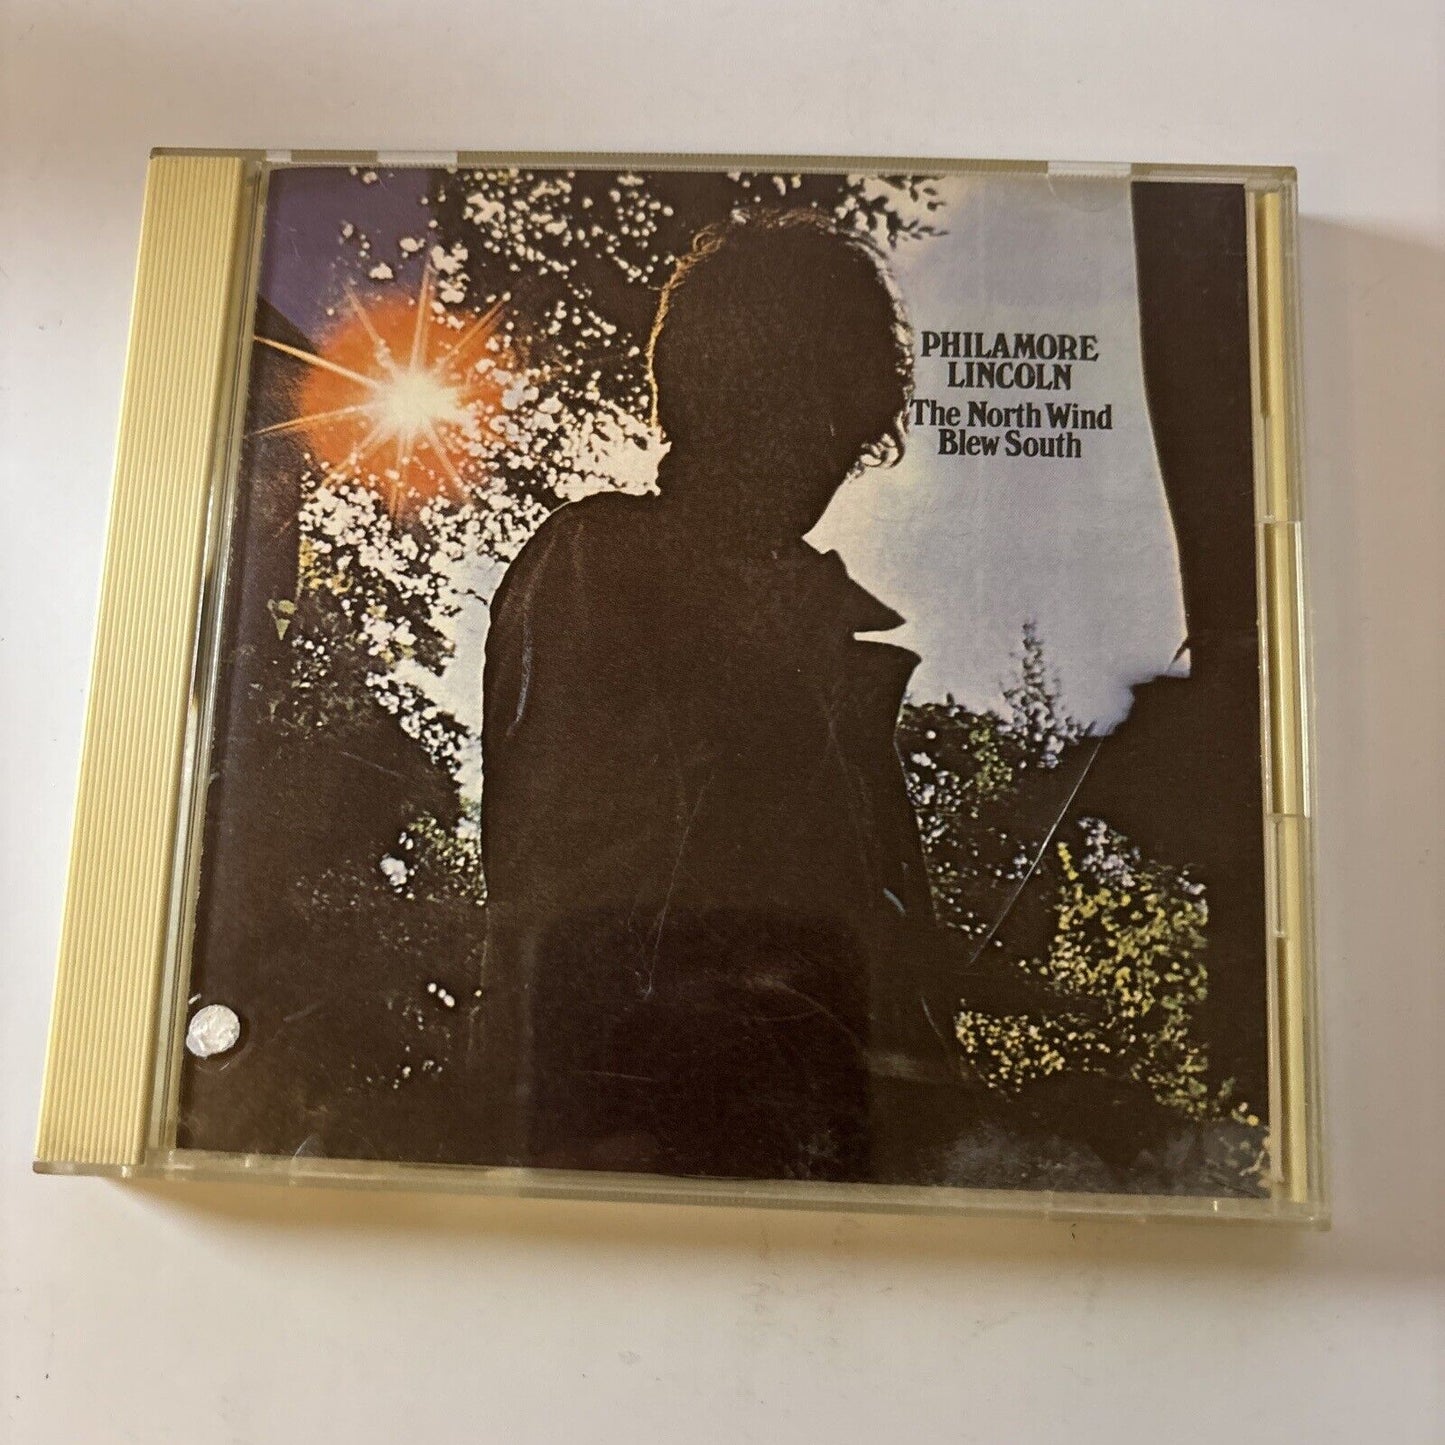 PHILAMORE
LINCOLN
The North Wind
Blew South